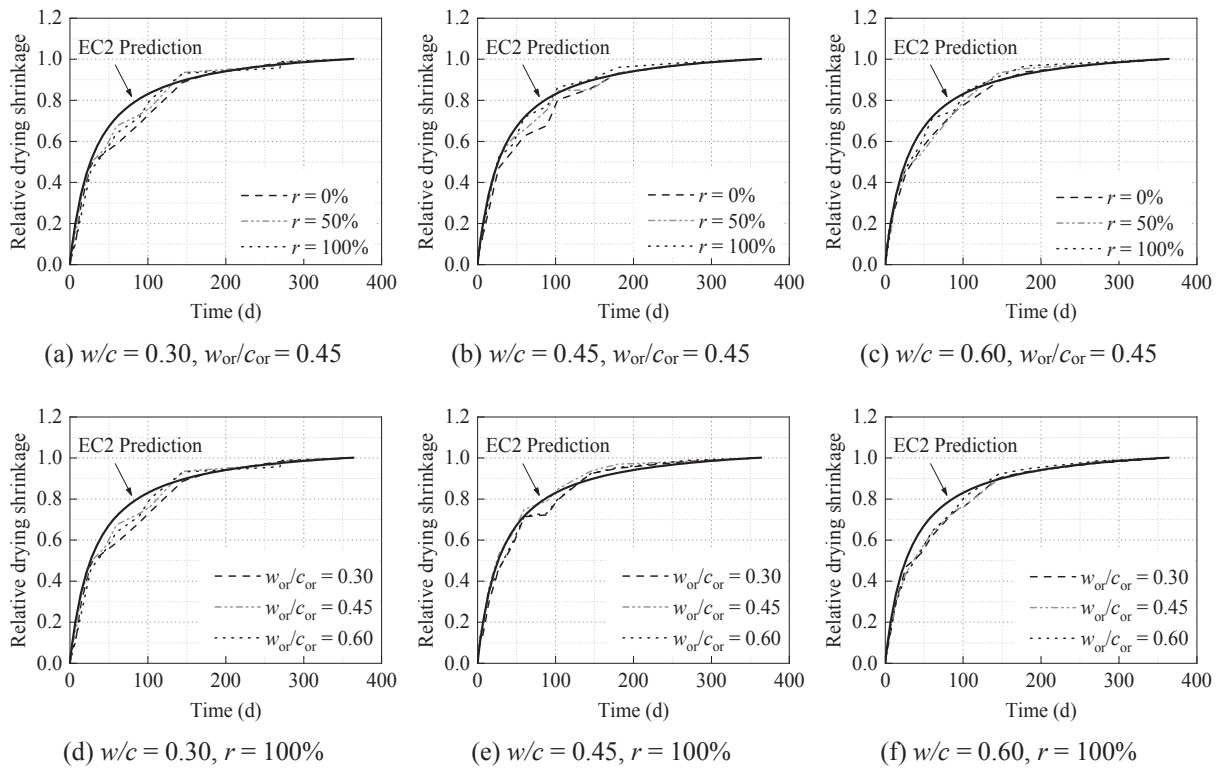 Relative drying shrinkage
1.2
1.0
0.8
0.6
0.4
0.2
0.0
EC2 Prediction
r = 0%
r = 50%
r = 100%
0 100 200 300 400
Time (d)
(a) w/c = 0.30, wor/cor = 0.45
Relative drying shrinkage
1.2
1.0
0.8
0.6
0.4
0.2
0.0
EC2 Prediction
r = 0%
r = 50%
r = 100%
0 100 200 300 400
Time (d)
(b) w/c = 0.45, wor/cor = 0.45
Relative drying shrinkage
1.2
1.0
0.8
0.6
0.4
0.2
0.0
EC2 Prediction
r = 0%
r = 50%
r = 100%
0 100 200 300 400
Time (d)
(c) w/c = 0.60, wor/cor = 0.45
Relative drying shrinkage
1.2
1.0
0.8
0.6
0.4
0.2
0.0
EC2 Prediction
wor/cor = 0.30
wor/cor = 0.45
wor/cor = 0.60
0 100 200 300 400
Time (d)
(d) w/c = 0.30, r = 100%
Relative drying shrinkage
1.2
1.0
0.8
0.6
0.4
0.2
0.0
EC2 Prediction
wor/cor = 0.30
wor/cor = 0.45
wor/cor = 0.60
0 100 200 300 400
Time (d)
(e) w/c = 0.45, r = 100%
Relative drying shrinkage
1.2
1.0
0.8
0.6
0.4
0.2
0.0
EC2 Prediction
wor/cor = 0.30
wor/cor = 0.45
wor/cor = 0.60
0 100 200 300 400
Time (d)
(f) w/c = 0.60, r = 100%